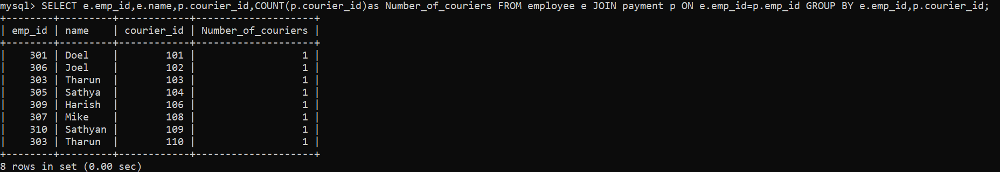 mysql> SELECT e.emp_id,e.name,p.courier_id,COUNT(p.courier_id)as Number_of_couriers FROM employee e JOIN payment p ON e.emp_id=p.emp_id GROUP BY e.emp_id,p.courier_id;
+--------+---------+------------+--------------------+
| emp_id | name    | courier_id | Number_of_couriers |
+--------+---------+------------+--------------------+
|    301 | Doel    |        101 |                  1 |
|    306 | Joel    |        102 |                  1 |
|    303 | Tharun  |        103 |                  1 |
|    305 | Sathya  |        104 |                  1 |
|    309 | Harish  |        106 |                  1 |
|    307 | Mike    |        108 |                  1 |
|    310 | Sathyan |        109 |                  1 |
|    303 | Tharun  |        110 |                  1 |
+--------+---------+------------+--------------------+
8 rows in set (0.00 sec)